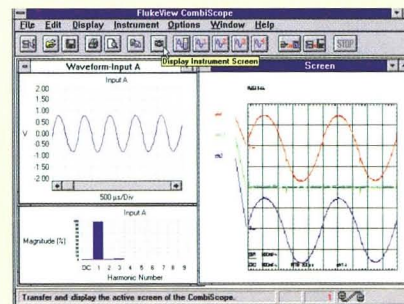 FlukeView CombiScope
File Edit Display Instrument Options Window Help
STOP
Display Instrument Screen
Waveform-Input A
Input A
2.00
1.50
1.00
0.50
V 0.00
0.50
-1.00
1.50
-2.00
500 µs/Div
Input A
Magnitude (%)
DC 1 2 3 4 5 6 7 8 9
Harmonic Number
Screen
Transfer and display the active screen of the CombiScope.
1